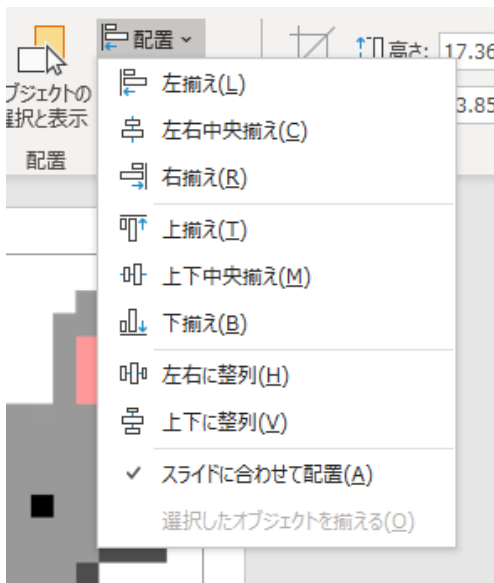 配置
高さ: 17.36
ブジェクトの
選択と表示
3.85
配置
左揃え(L)
左右中央揃え(C)
右揃え(R)
上揃え(T)
上下中央揃え(M)
下揃え(B)
左右に整列(H)
上下に整列(V)
スライドに合わせて配置(A)
選択したオブジェクトを揃える(O)